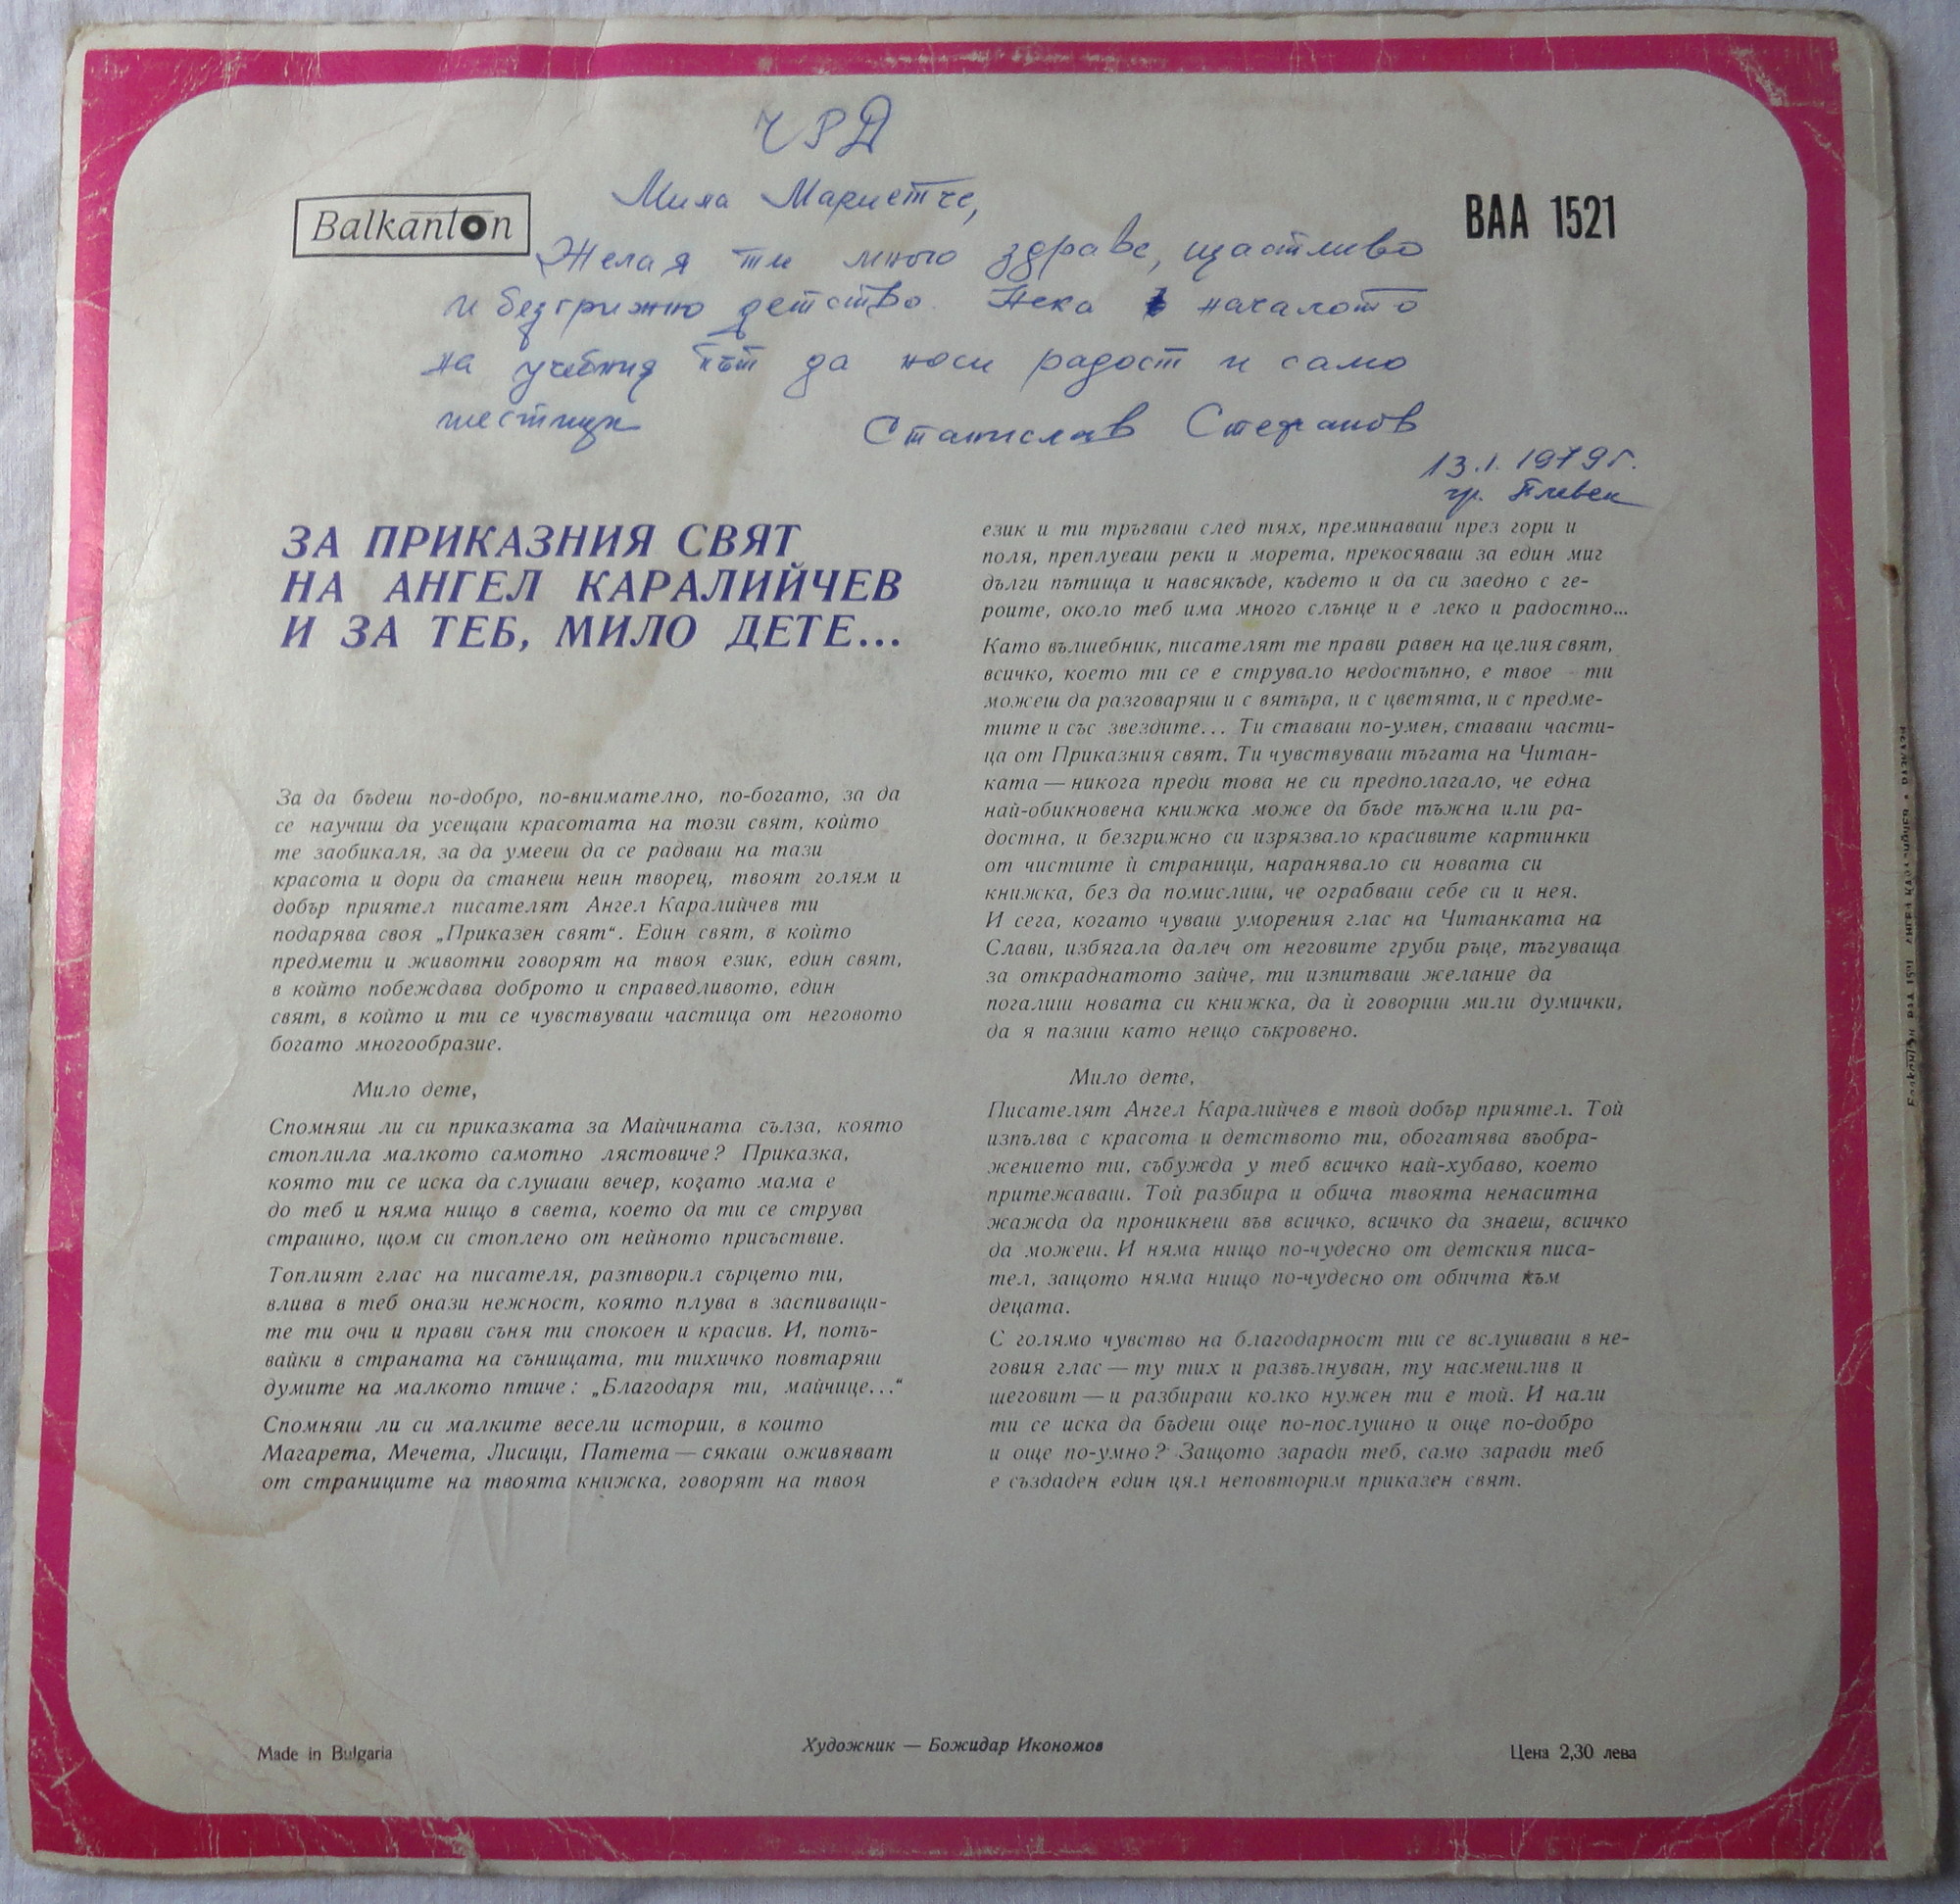 ЧРД
Мила Мариетче,
Balkanton
BAA 1521
Желая ти много здраве, щастливо
и безгрижно детство. Нека в началото
на учебния път да носи радост и само
шестици
Станислав Стефанов
13.I.1979г.
гр. Плевен
ЗА ПРИКАЗНИЯ СВЯТ
НА АНГЕЛ КАРАЛИЙЧЕВ
И ЗА ТЕБ, МИЛО ДЕТЕ...
За да бъдеш по-добро, по-внимателно, по-богато, за да
се научиш да усещаш красотата на този свят, който
те заобикаля, за да умееш да се радваш на тази
красота и дори да станеш неин творец, твоят голям и
добър приятел писателят Ангел Каралийчев ти
подарява своя „Приказен свят“. Един свят, в който
предмети и животни говорят на твоя език, един свят,
в който побеждава доброто и справедливото, един
свят, в който и ти се чувствуваш частица от неговото
богато многообразие.
Мило дете,
Спомняш ли си приказката за Майчината сълза, която
стоплила малкото самотно лястовиче? Приказка,
която ти се иска да слушаш вечер, когато мама е
до теб и няма нищо в света, което да ти се струва
страшно, щом си стоплено от нейното присъствие.
Топлият глас на писателя, разтворил сърцето ти,
влива в теб онази нежност, която плува в заспиващи-
те ти очи и прави съня ти спокоен и красив. И, потъ-
вайки в страната на сънищата, ти тихичко повтаряш
думите на малкото птиче: „Благодаря ти, майчице...“
Спомняш ли си малките весели истории, в които
Магарета, Мечета, Лисици, Патета — сякаш оживяват
от страниците на твоята книжка, говорят на твоя
език и ти тръгваш след тях, преминаваш през гори и
поля, преплуваш реки и морета, прекосяваш за един миг
дълги пътища и навсякъде, където и да си заедно с ге-
роите, около теб има много слънце и е леко и радостно...
Като вълшебник, писателят те прави равен на целия свят,
всичко, което ти се е струвало недостъпно, е твое - ти
можеш да разговаряш и с вятъра, и с цветята, и с предме-
тите и със звездите... Ти ставаш по-умен, ставаш части-
ца от Приказния свят. Ти чувствуваш тъгата на Читан-
ката — никога преди това не си предполагало, че една
най-обикновена книжка може да бъде тъжна или ра-
достна, и безгрижно си изрязвало красивите картинки
от чистите ѝ страници, наранявало си новата си
книжка, без да помислиш, че ограбваш себе си и нея.
И сега, когато чуваш уморения глас на Читанката на
Слави, избягала далеч от неговите груби ръце, тъгуваща
за откраднатото зайче, ти изпитваш желание да
погалиш новата си книжка, да ѝ говориш мили думички,
да я пазиш като нещо съкровено.
Мило дете,
Писателят Ангел Каралийчев е твой добър приятел. Той
изпълва с красота и детството ти, обогатява въобра-
жението ти, събужда у теб всичко най-хубаво, което
притежаваш. Той разбира и обича твоята ненаситна
жажда да проникнеш във всичко, всичко да знаеш, всичко
да можеш. И няма нищо по-чудесно от детския писа-
тел, защото няма нищо по-чудесно от обичта към
децата.
С голямо чувство на благодарност ти се вслушваш в не-
говия глас — ту тих и развълнуван, ту насмешлив и
шеговит — и разбираш колко нужен ти е той. И нали
ти се иска да бъдеш още по-послушно и още по-добро
и още по-умно? Защото заради теб, само заради теб
е създаден един цял неповторим приказен свят.
Made in Bulgaria
Художник — Божидар Икономов
Цена 2,30 лева